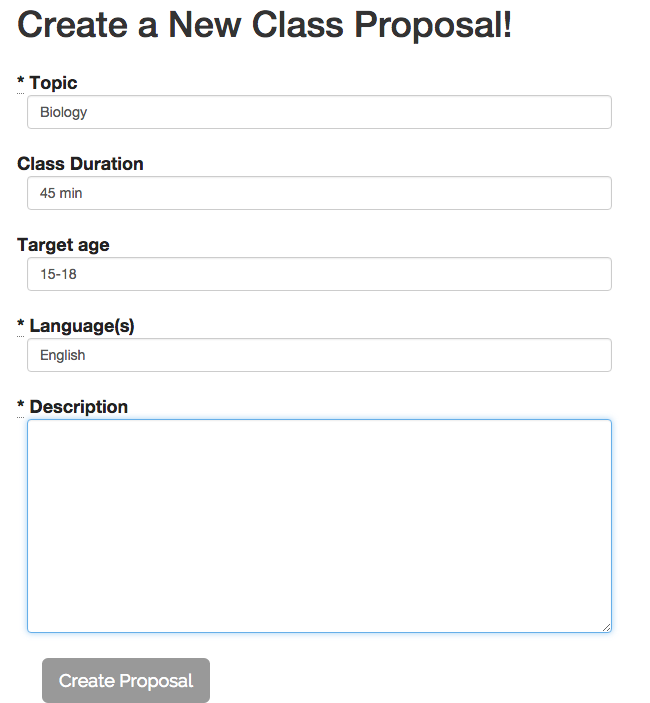 Create a New Class Proposal!
* Topic
Biology
Class Duration
45 min
Target age
15-18
* Language(s)
English
* Description
Create Proposal